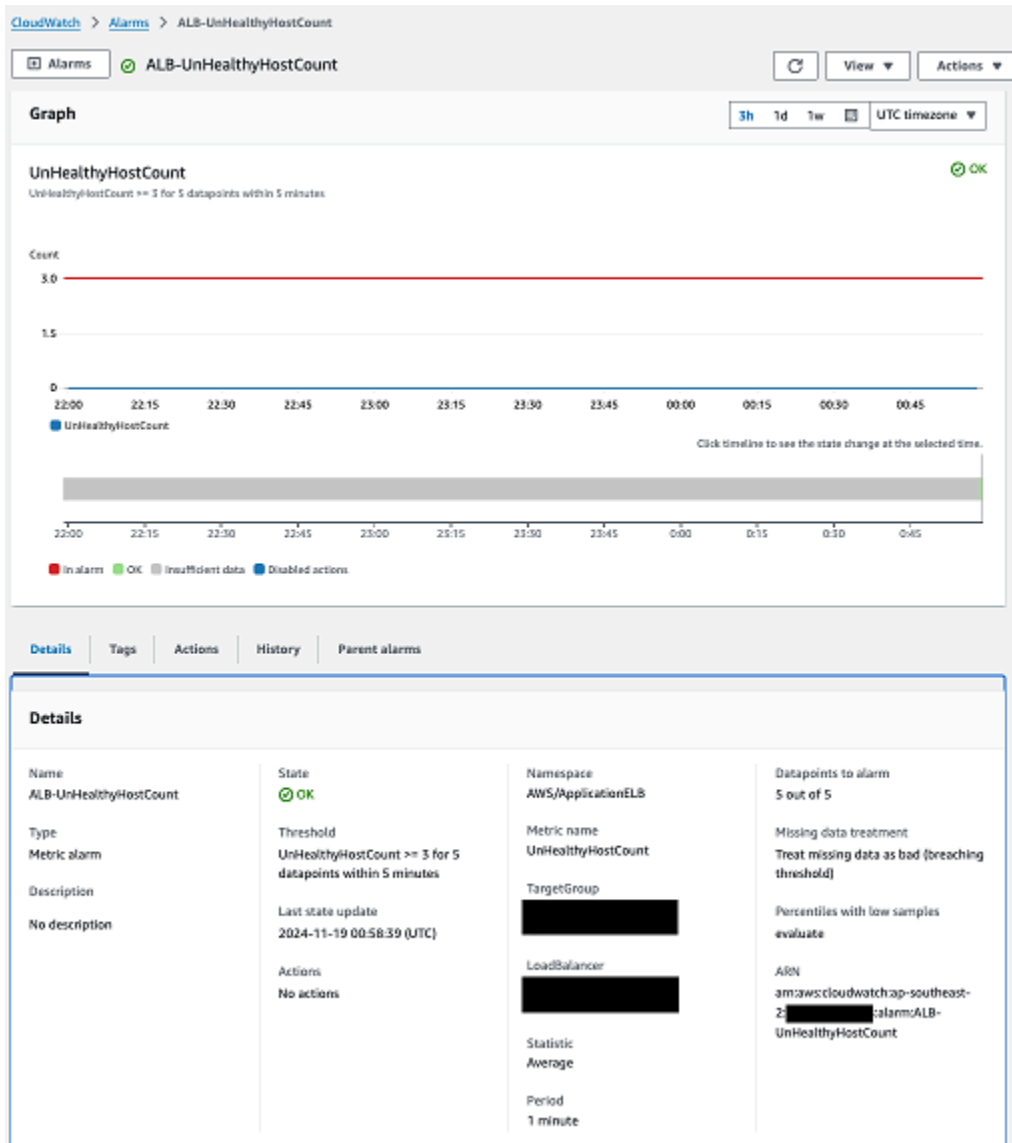 CloudWatch > Alarms > ALB-UnHealthyHostCount
Alarms ALB-UnHealthyHostCount View Actions
Graph 3h 1d 1w UTC timezone
UnHealthyHostCount OK
UnHealthyHostCount >= 3 for 5 datapoints within 5 minutes
Count
3.0
1.5
0
22:00 22:15 22:30 22:45 23:00 23:15 23:30 23:45 00:00 00:15 00:30 00:45
UnHealthyHostCount
Click timeline to see the state change at the selected time.
22:00 22:15 22:30 22:45 23:00 23:15 23:30 23:45 0:00 0:15 0:30 0:45
In alarm OK Insufficient data Disabled actions
Details Tags Actions History Parent alarms
Details
Name
ALB-UnHealthyHostCount
Type
Metric alarm
Description
No description
State
OK
Threshold
UnHealthyHostCount >= 3 for 5
datapoints within 5 minutes
Last state update
2024-11-19 00:58:39 (UTC)
Actions
No actions
Namespace
AWS/ApplicationELB
Metric name
UnHealthyHostCount
TargetGroup
LoadBalancer
Statistic
Average
Period
1 minute
Datapoints to alarm
5 out of 5
Missing data treatment
Treat missing data as bad (breaching
threshold)
Percentiles with low samples
evaluate
ARN
arn:aws:cloudwatch:ap-southeast-
2: :alarm:ALB-
UnHealthyHostCount